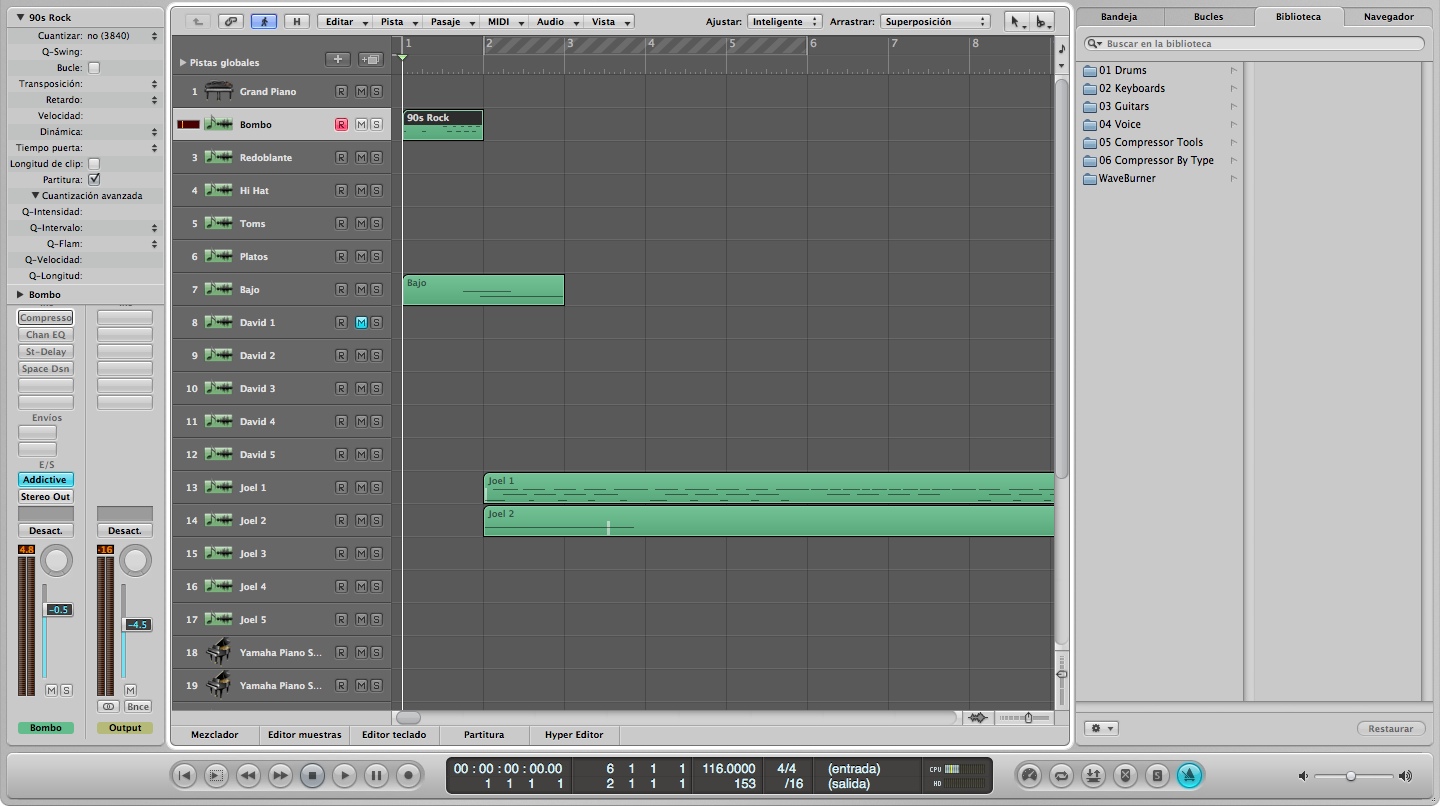 90s Rock
Cuantizar: no (3840)
Q-Swing:
Bucle:
Transposición:
Retardo:
Velocidad:
Dinámica:
Tiempo puerta:
Longitud de clip:
Partitura:
Cuantización avanzada
Q-Intensidad:
Q-Intervalo:
Q-Flam:
Q-Velocidad:
Q-Longitud:
Bombo
Compresso
Chan EQ
St-Delay
Space Dsn
Envíos
E/S
Addictive
Stereo Out
Desact. Desact.
4.8 -16
-0.5
-4.5
M S M
Bnce
Bombo Output
H Editar Pista Pasaje MIDI Audio Vista Ajustar: Inteligente Arrastrar: Superposición
1 2 3 4 5 6 7 8
Pistas globales
1 Grand Piano R M S
Bombo R M S 90s Rock
3 Redoblante R M S
4 Hi Hat R M S
5 Toms R M S
6 Platos R M S
7 Bajo R M S Bajo
8 David 1 R M S
9 David 2 R M S
10 David 3 R M S
11 David 4 R M S
12 David 5 R M S
13 Joel 1 R M S Joel 1
14 Joel 2 R M S Joel 2
15 Joel 3 R M S
16 Joel 4 R M S
17 Joel 5 R M S
18 Yamaha Piano S... R M S
19 Yamaha Piano S... R M S
Mezclador Editor muestras Editor teclado Partitura Hyper Editor
Bandeja Bucles Biblioteca Navegador
Buscar en la biblioteca
01 Drums
02 Keyboards
03 Guitars
04 Voice
05 Compressor Tools
06 Compressor By Type
WaveBurner
Restaurar
00 : 00 : 00 : 00.00 6 1 1 1 116.0000 4/4 (entrada) CPU
1 1 1 1 2 1 1 1 153 /16 (salida) HD
S